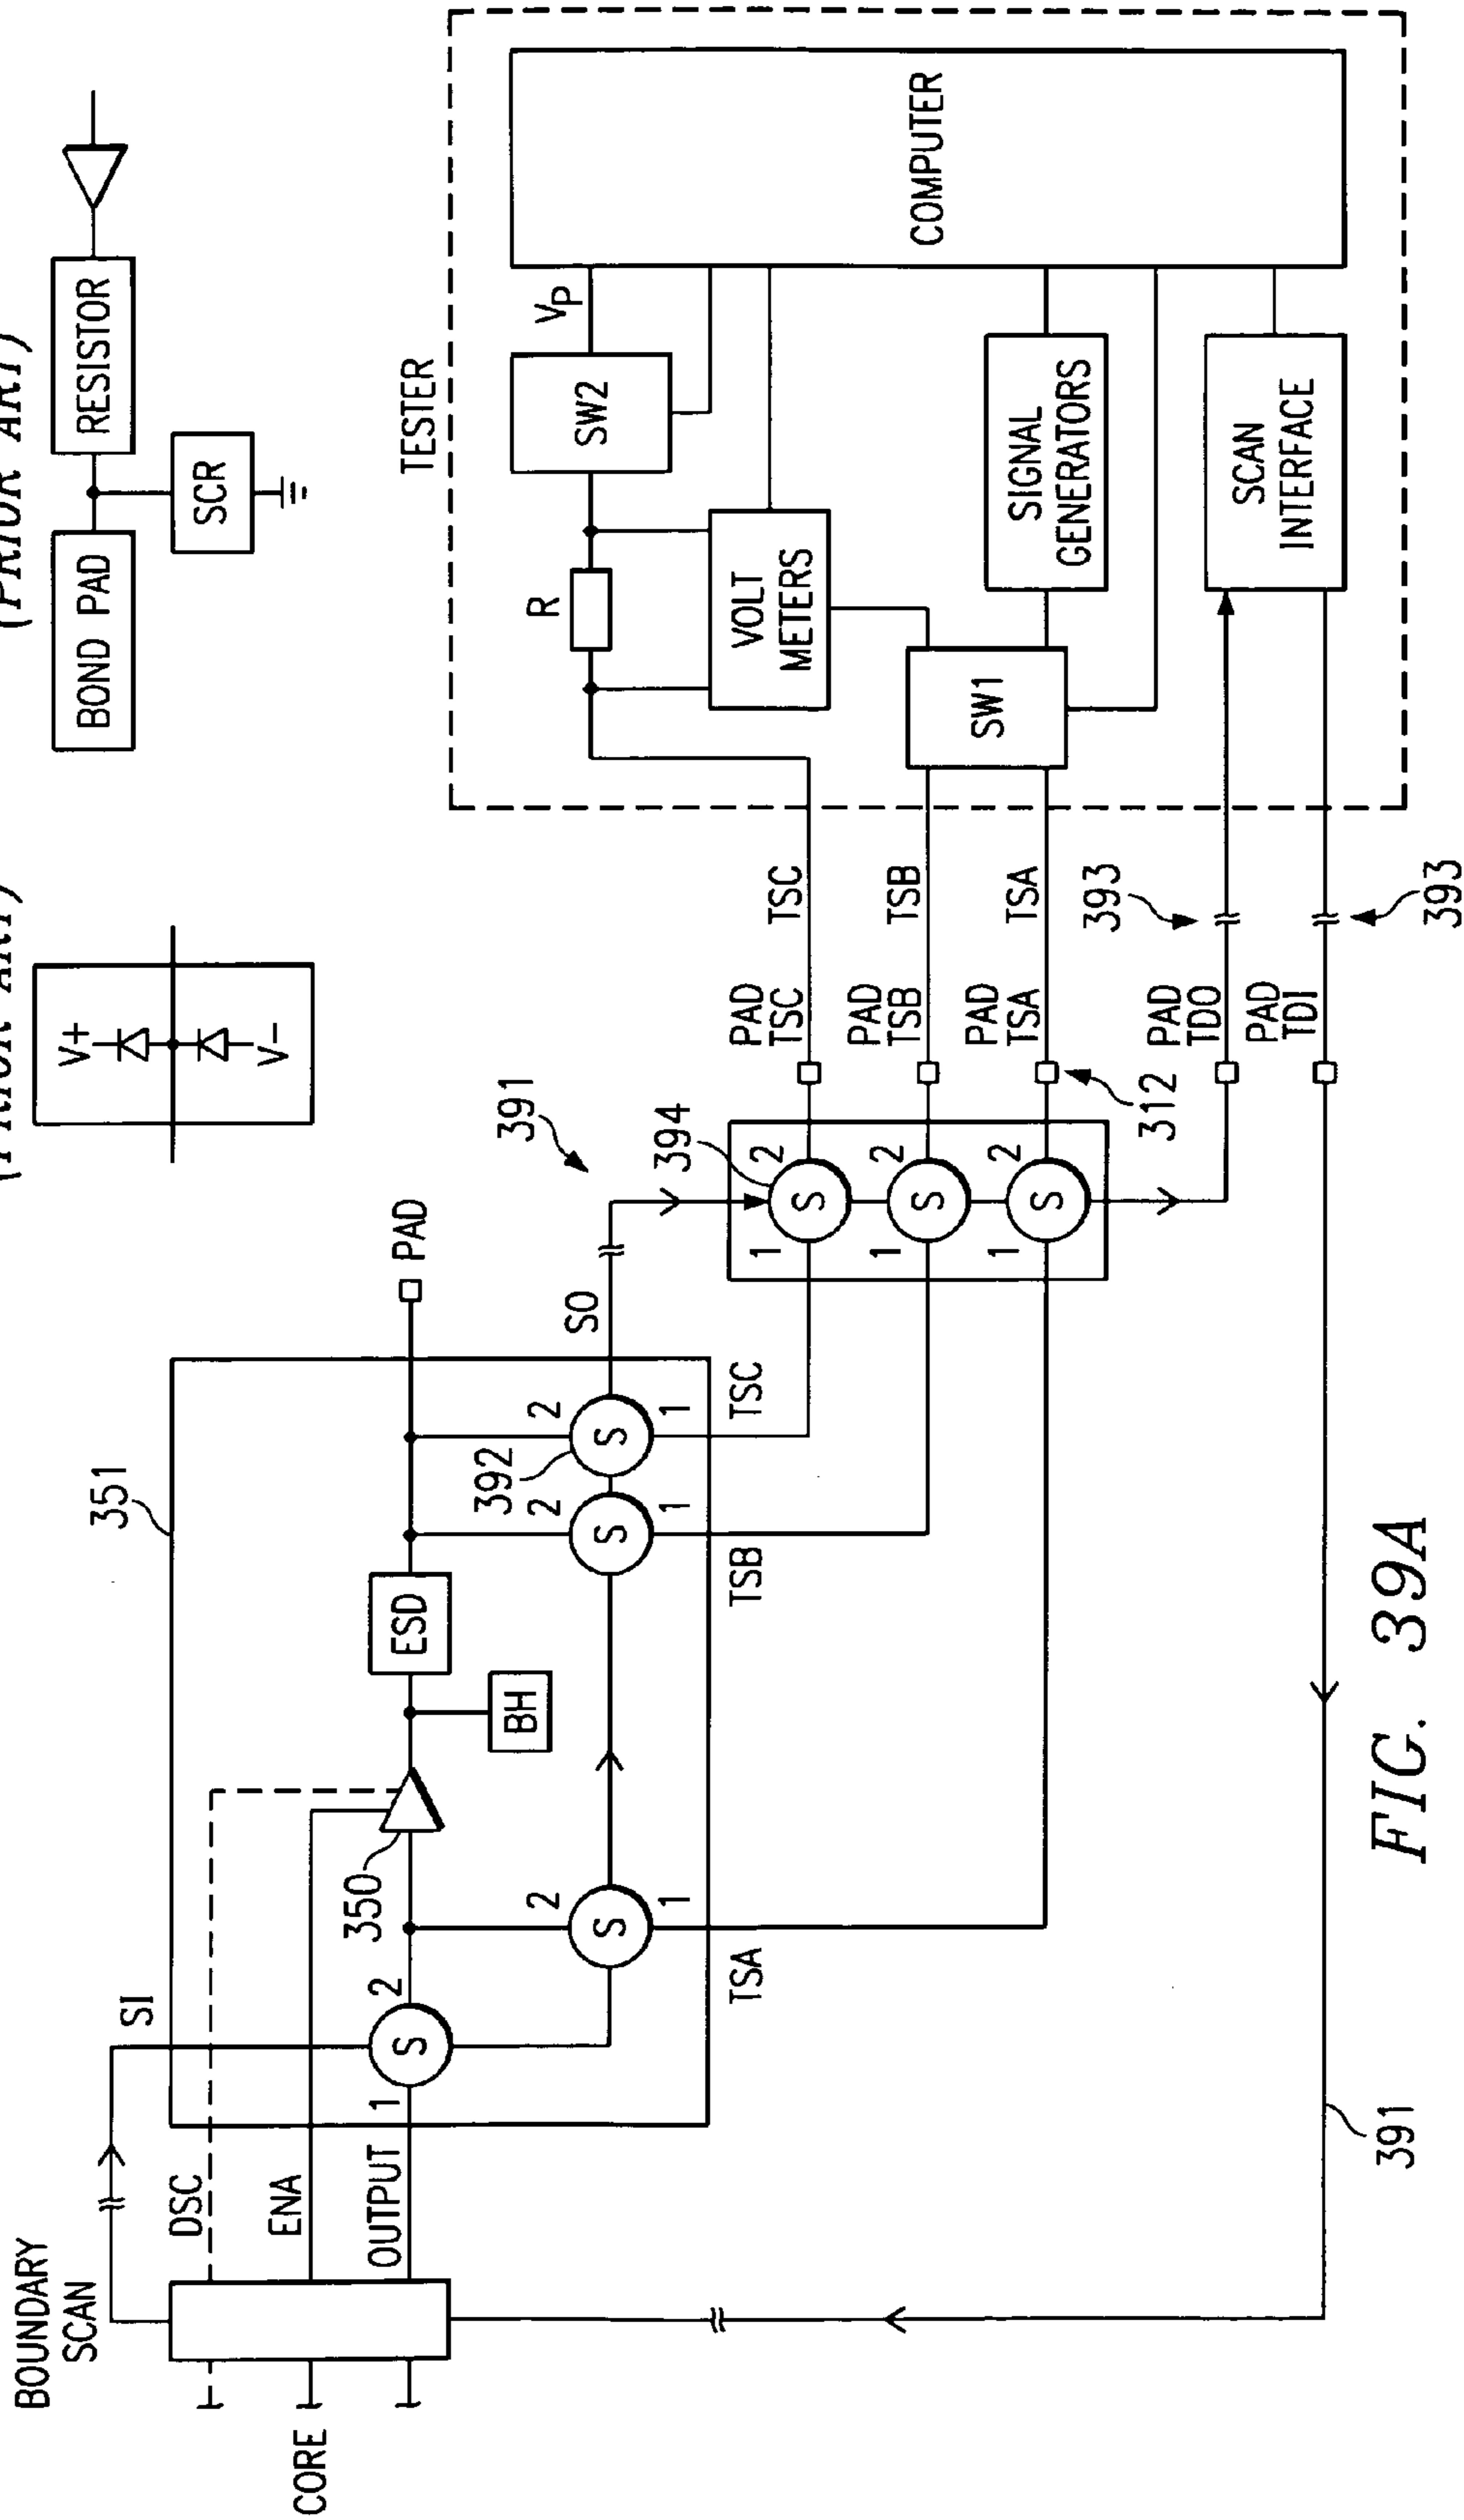 (PRIOR ART)
V+
V-
(PRIOR ART)
BOND PAD
RESISTOR
SCR
BOUNDARY
SCAN
CORE
DSC
ENA
OUTPUT
SI
351
1
S
2
350
BH
ESD
PAD
2
S
1
2
S
1
392
2
S
1
SO
TSA
TSB
TSC
391
394
1
S
2
1
S
2
1
S
2
312
PAD
TSC
PAD
TSB
PAD
TSA
PAD
TDO
PAD
TDI
TSC
TSB
TSA
393
393
391
TESTER
R
SW2
VP
VOLT
METERS
SW1
SIGNAL
GENERATORS
SCAN
INTERFACE
COMPUTER
FIG. 39A